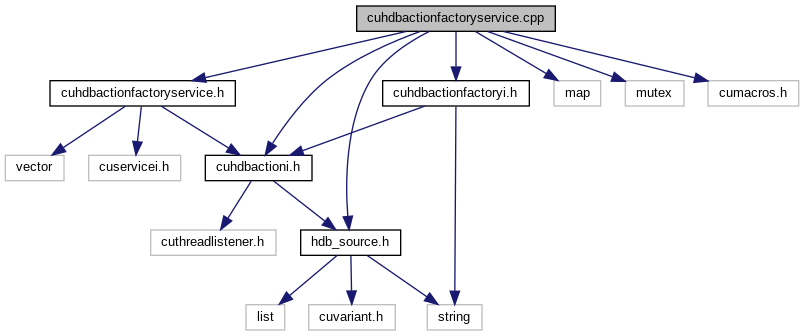 cuhdbactionfactoryservice.cpp
cuhdbactionfactoryservice.h
cuhdbactionfactoryi.h
map
mutex
cumacros.h
vector
cuservicei.h
cuhdbactioni.h
cuthreadlistener.h
hdb_source.h
list
cuvariant.h
string